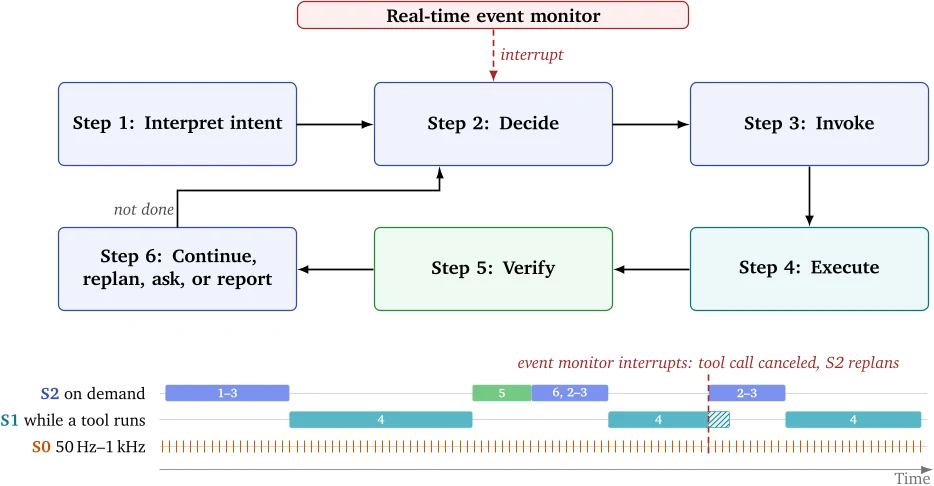 Real-time event monitor
interrupt
Step 1: Interpret intent
Step 2: Decide
Step 3: Invoke
not done
Step 6: Continue,
replan, ask, or report
Step 5: Verify
Step 4: Execute
event monitor interrupts: tool call canceled, S2 replans
S2 on demand
1–3
5
6, 2–3
2–3
S1 while a tool runs
4
4
4
S0 50 Hz–1 kHz
Time